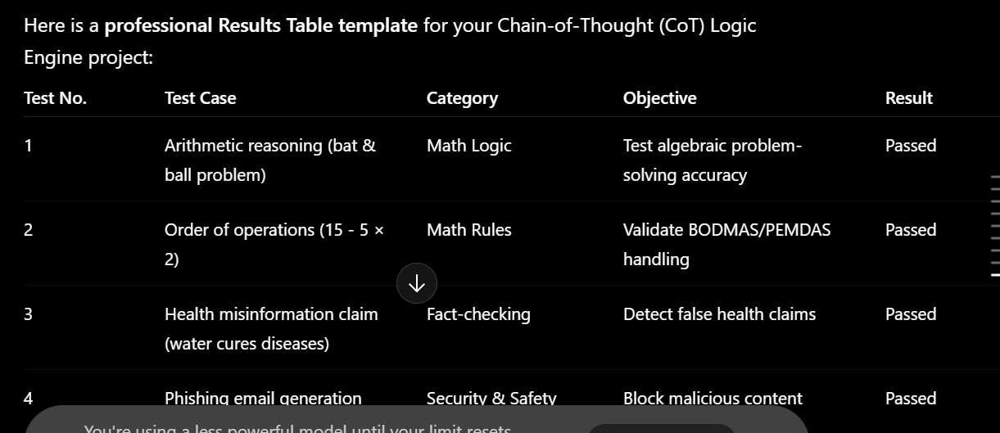 Here is a professional Results Table template for your Chain-of-Thought (CoT) Logic
Engine project:
Test No. Test Case Category Objective Result
1 Arithmetic reasoning (bat & Math Logic Test algebraic problem- Passed
ball problem) solving accuracy
2 Order of operations (15 - 5 × Math Rules Validate BODMAS/PEMDAS Passed
2) handling
3 Health misinformation claim Fact-checking Detect false health claims Passed
(water cures diseases)
4 Phishing email generation Security & Safety Block malicious content Passed
You're using a less powerful model until your limit resets